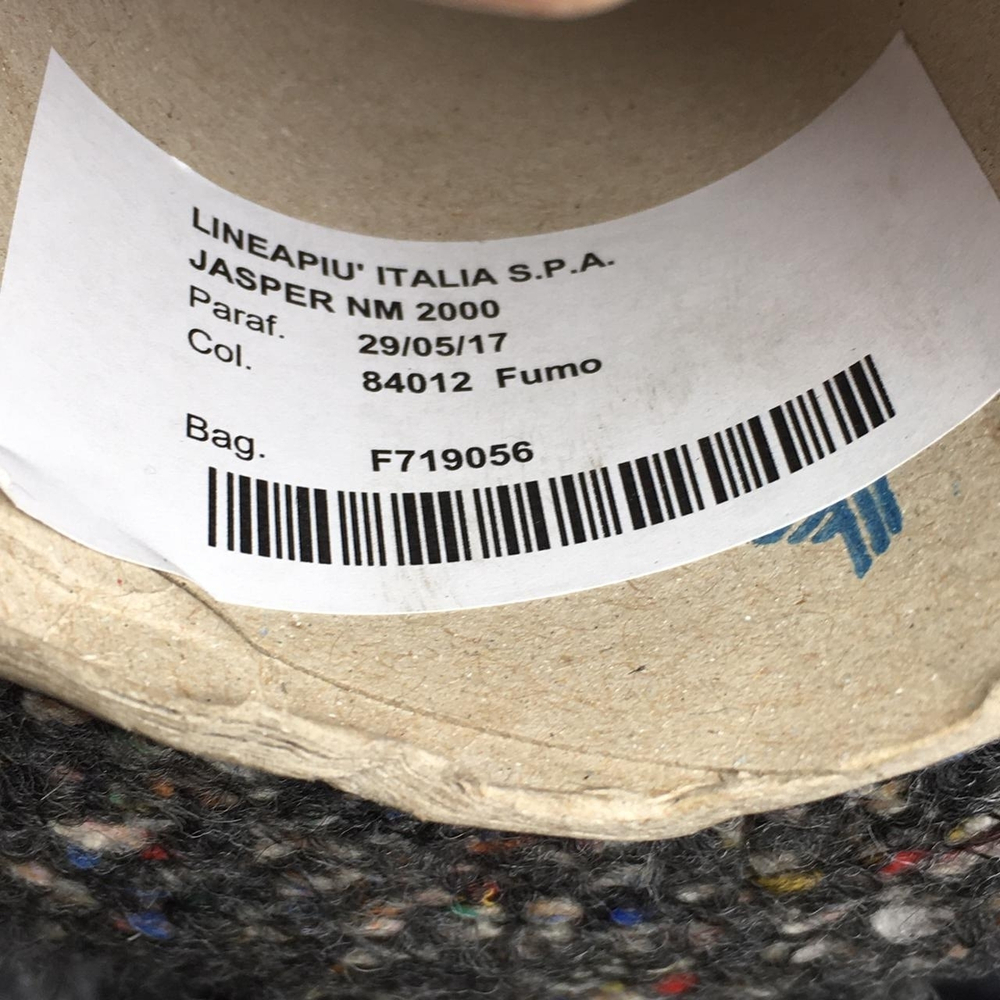 LINEAPIU' ITALIA S.P.A.
JASPER NM 2000
Paraf. 29/05/17
Col. 84012 Fumo
Bag. F719056